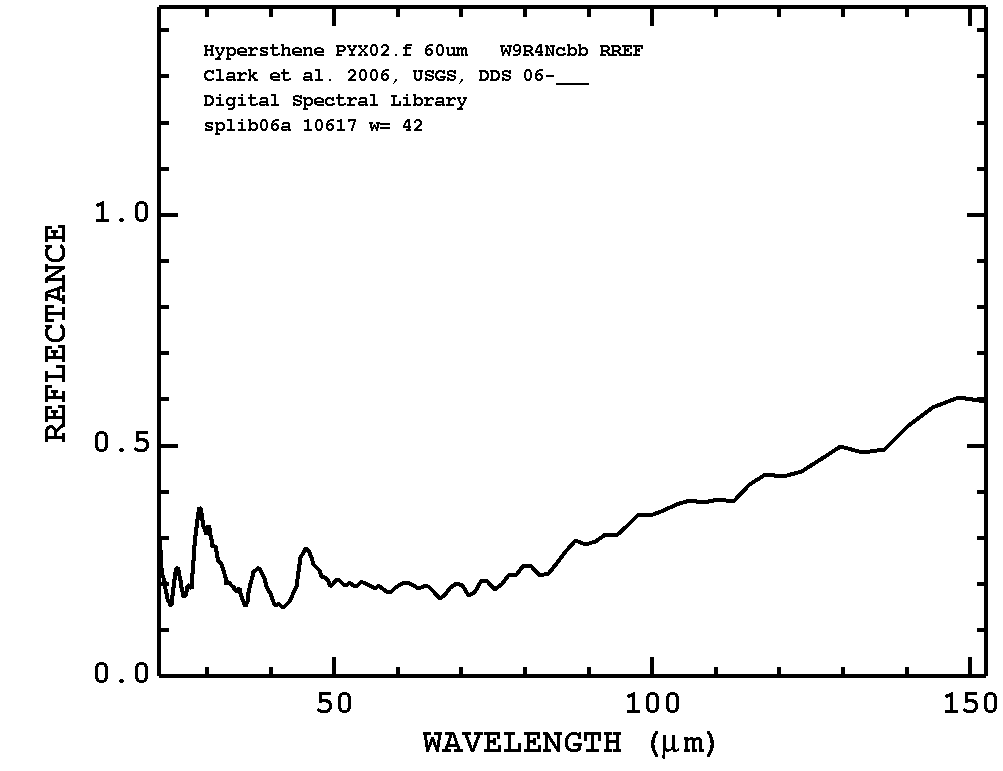 Hypersthene PYX02.f 60um W9R4Ncbb RREF
Clark et al. 2006, USGS, DDS 06-___
Digital Spectral Library
splib06a 10617 w= 42
REFLECTANCE
1.0
0.5
0.0
50 100 150
WAVELENGTH (μm)